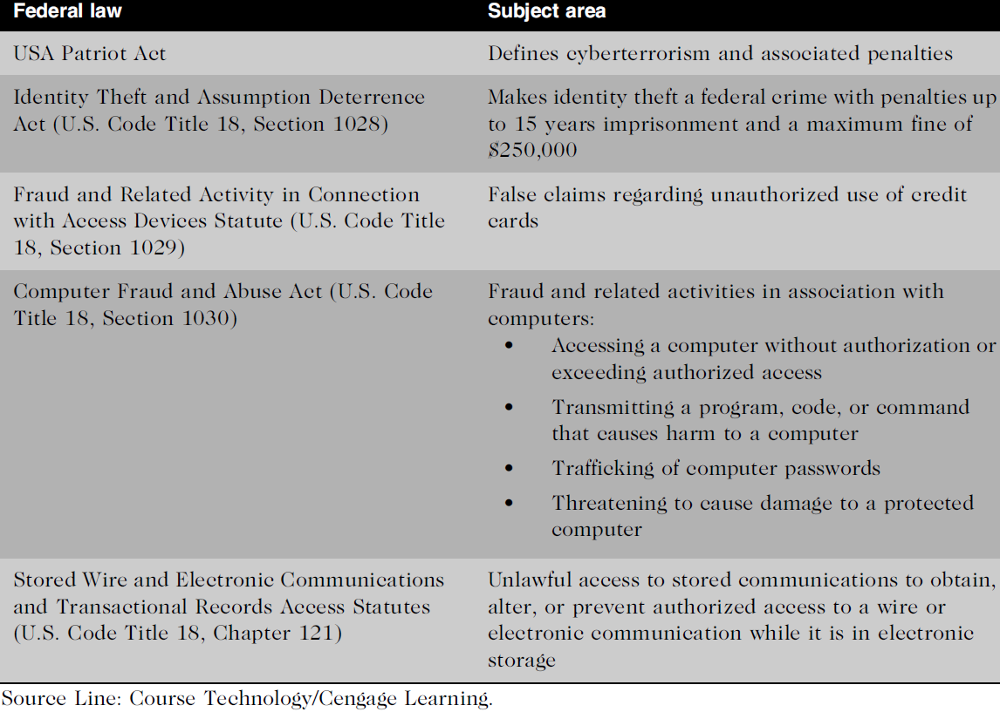 Federal law
Subject area
USA Patriot Act
Defines cyberterrorism and associated penalties
Identity Theft and Assumption Deterrence
Act (U.S. Code Title 18, Section 1028)
Makes identity theft a federal crime with penalties up
to 15 years imprisonment and a maximum fine of
$250,000
Fraud and Related Activity in Connection
with Access Devices Statute (U.S. Code Title
18, Section 1029)
False claims regarding unauthorized use of credit
cards
Computer Fraud and Abuse Act (U.S. Code
Title 18, Section 1030)
Fraud and related activities in association with
computers:
• Accessing a computer without authorization or
exceeding authorized access
• Transmitting a program, code, or command
that causes harm to a computer
• Trafficking of computer passwords
• Threatening to cause damage to a protected
computer
Stored Wire and Electronic Communications
and Transactional Records Access Statutes
(U.S. Code Title 18, Chapter 121)
Unlawful access to stored communications to obtain,
alter, or prevent authorized access to a wire or
electronic communication while it is in electronic
storage
Source Line: Course Technology/Cengage Learning.